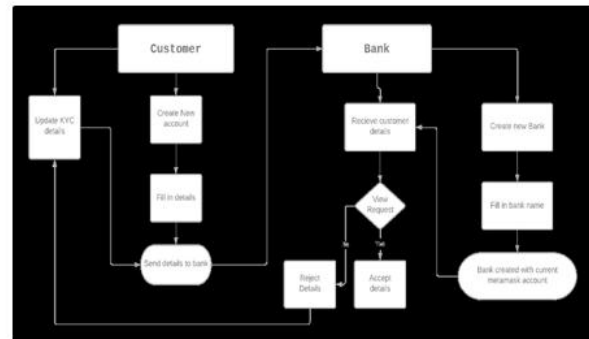 Customer
Bank
Update KYC
details
Create New
account
Recieve customer
details
Create new Bank
Fill in details
View
Request
Fill in bank name
Send details to bank
No
Reject
Details
Accept
details
Bank created with current
metamask account